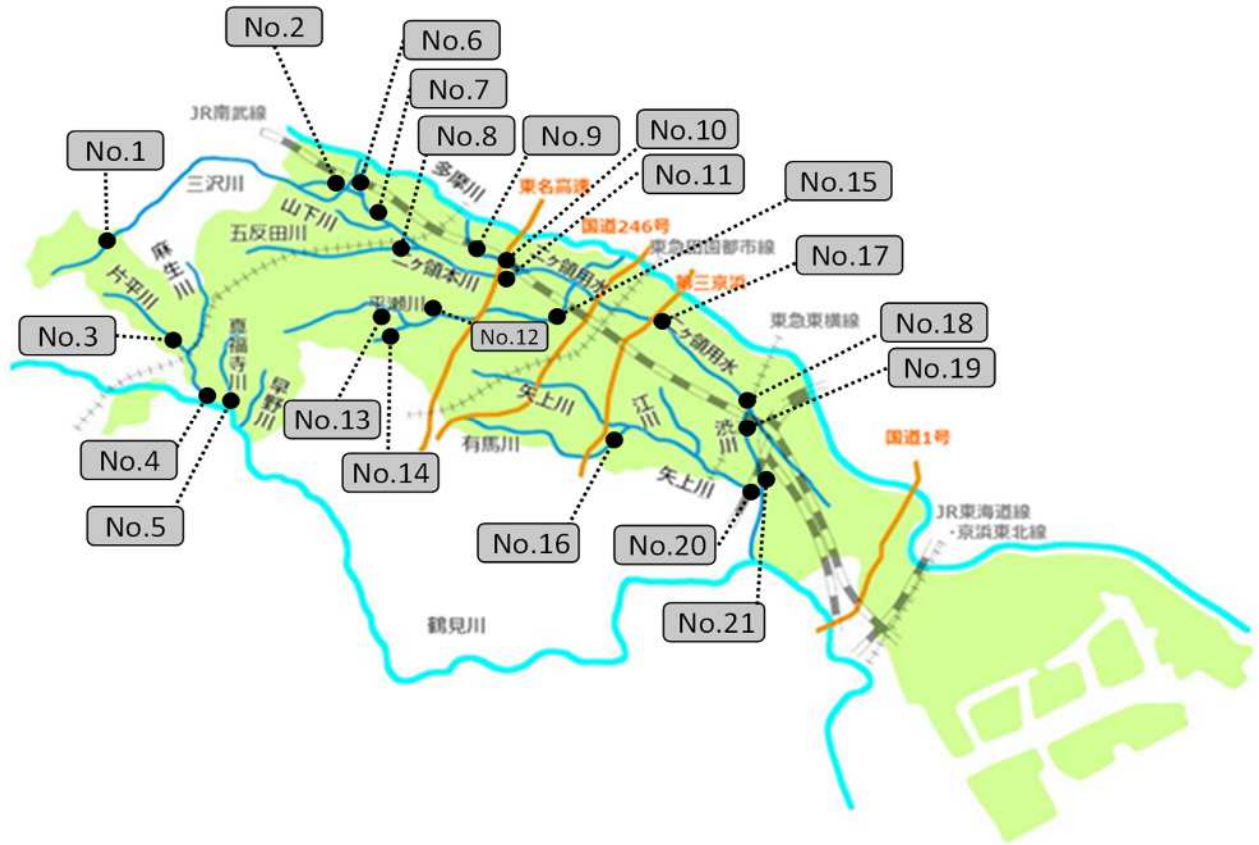 No.2
No.6
No.7
JR南武線
No.8
No.9
No.10
No.1
多摩川
No.11
三沢川
東名高速
No.15
山下川
国道246号
五反田川
二ヶ領用水
東急田園都市線
麻生川
No.17
二ヶ領本川
片平川
第三京浜
平瀬川
東急東横線
No.3
真福寺川
No.12
二ヶ領用水
No.18
早野川
No.19
No.13
矢上川
江川
渋川
No.4
No.14
有馬川
国道1号
矢上川
No.5
JR東海道線
・京浜東北線
No.16
No.20
鶴見川
No.21